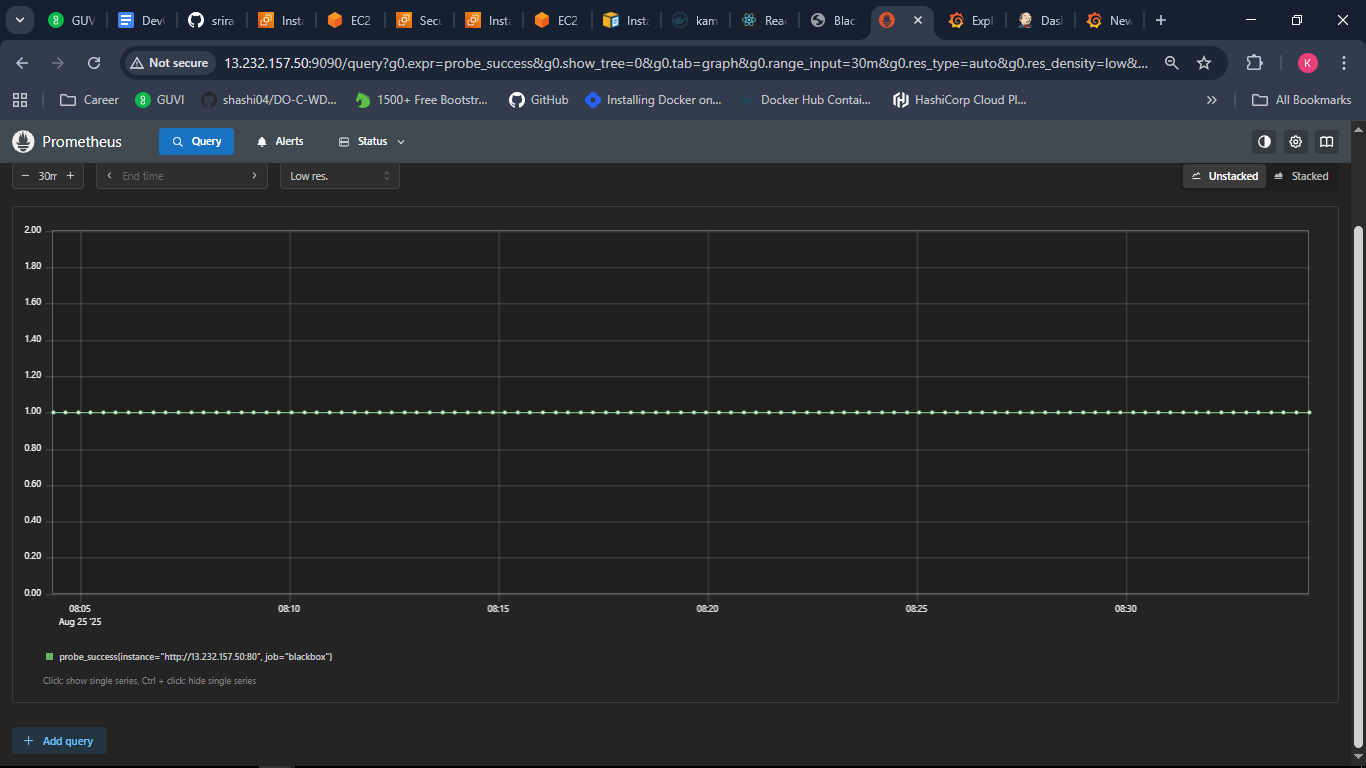 GUV
Dev
srira
Insta
EC2
Secu
Insta
EC2
Insta
kam
Rea
Blac
Expl
Das
New
Not secure
13.232.157.50:9090/query?g0.expr=probe_success&g0.show_tree=0&g0.tab=graph&g0.range_input=30m&g0.res_type=auto&g0.res_density=low&...
K
Career
GUVI
shashi04/DO-C-WD...
1500+ Free Bootstr...
GitHub
Installing Docker on...
Docker Hub Contai...
HashiCorp Cloud Pl...
All Bookmarks
Prometheus
Query
Alerts
Status
30m
End time
Low res.
Unstacked
Stacked
2.00
1.80
1.60
1.40
1.20
1.00
0.80
0.60
0.40
0.20
0.00
08:05
08:10
08:15
08:20
08:25
08:30
Aug 25 '25
probe_success{instance="http://13.232.157.50:80", job="blackbox"}
Click: show single series, Ctrl + click: hide single series
+ Add query